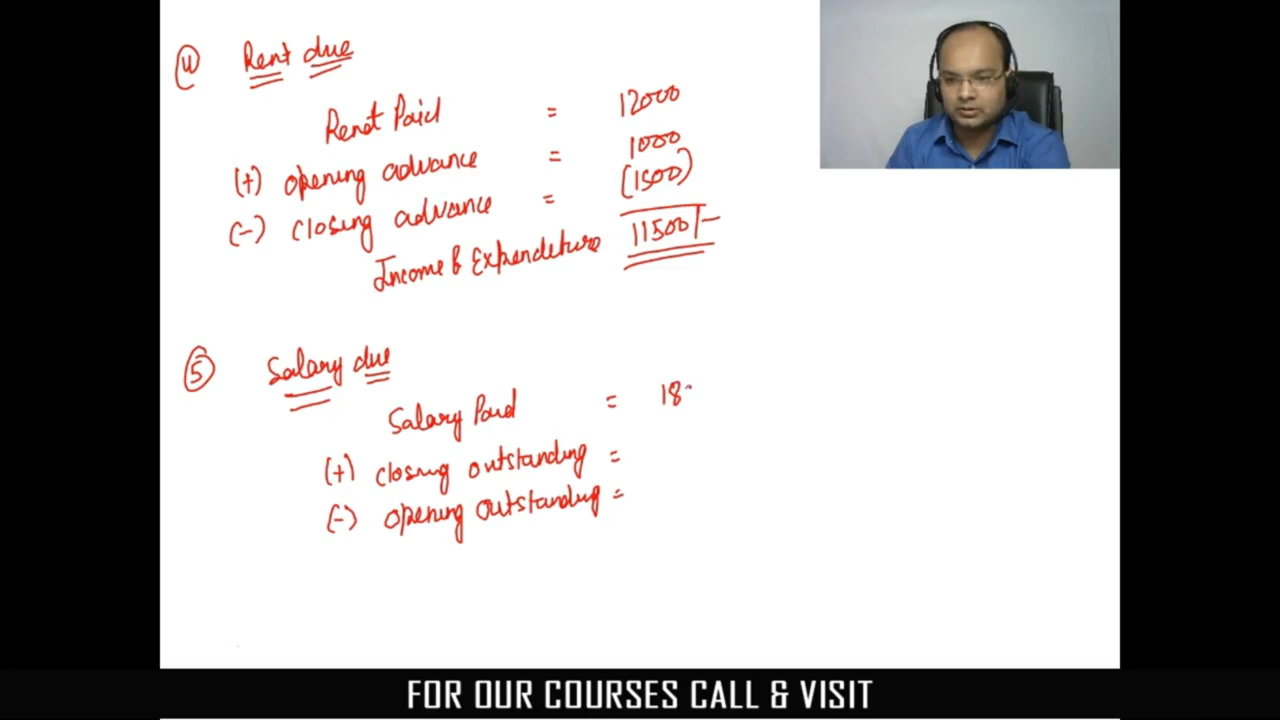 4 Rent due
Renot Paid = 12000
(+) opening advance = 1000
(-) closing advance = (1500)
Income & Expenditure 11500/-
5 Salary due
Salary Paid = 18
(+) closing outstanding =
(-) opening outstanding =
FOR OUR COURSES CALL & VISIT